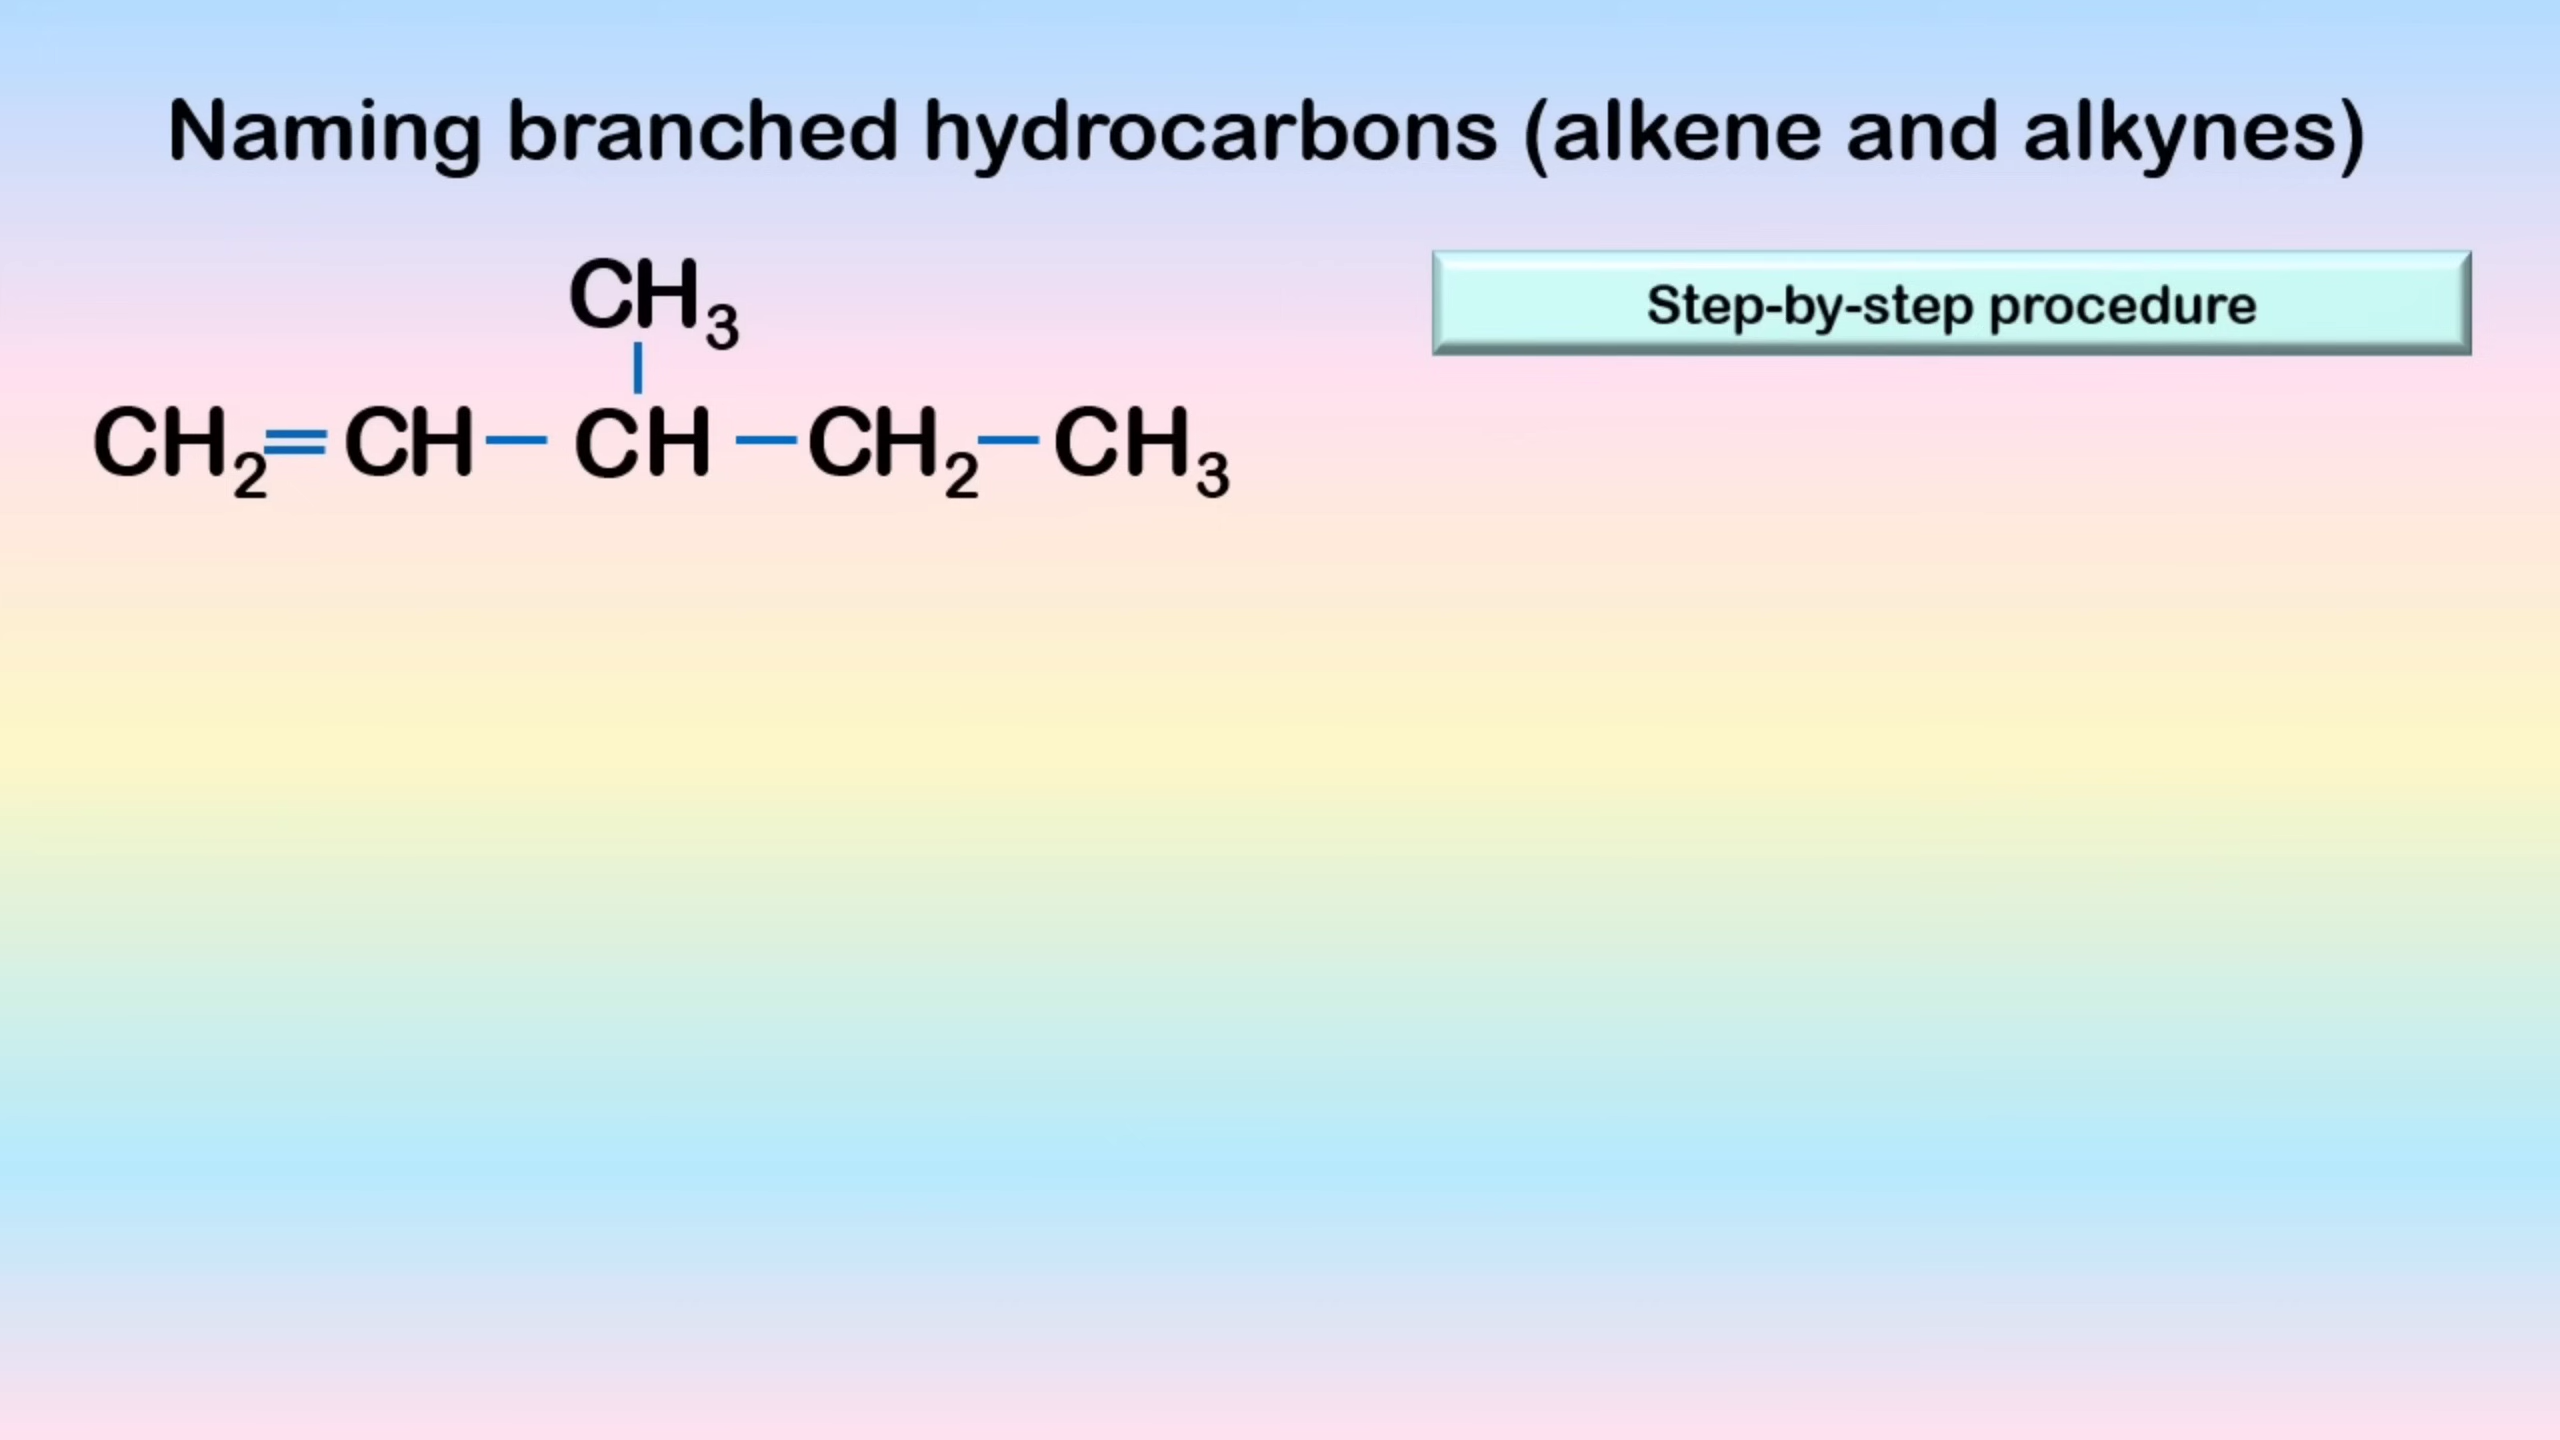 Naming branched hydrocarbons (alkene and alkynes)
CH₃
Step-by-step procedure
CH₂=CH—CH—CH₂—CH₃